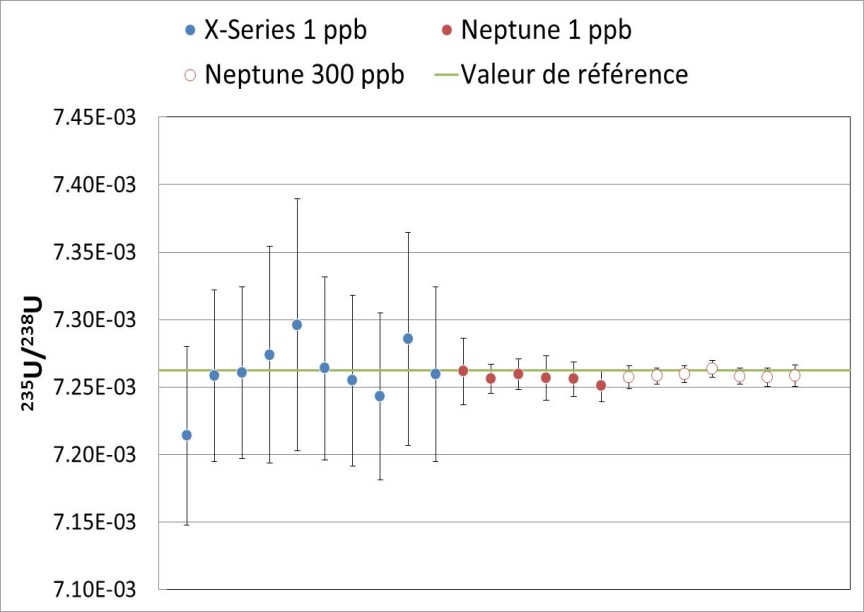 X-Series 1 ppb
Neptune 1 ppb
Neptune 300 ppb
Valeur de référence
7.45E-03
7.40E-03
7.35E-03
7.30E-03
7.25E-03
7.20E-03
7.15E-03
7.10E-03
²³⁵U/²³⁸U